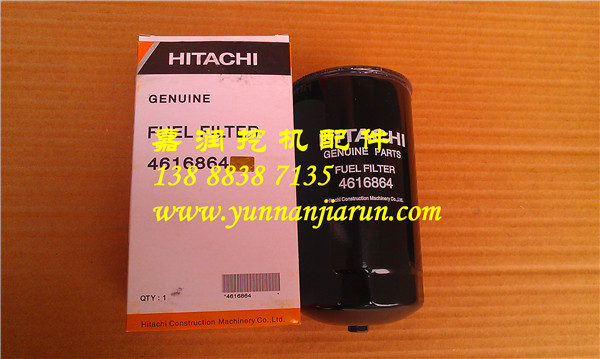 HITACHI
GENUINE
FUEL FILTER
4616864
QTY : 1
*4616864
Hitachi Construction Machinery Co., Ltd.
HITACHI
GENUINE PARTS
FUEL FILTER
4616864
Hitachi Construction Machinery Co.,Ltd.
嘉润挖机配件
138 8838 7135
www.yunnanjiarun.com